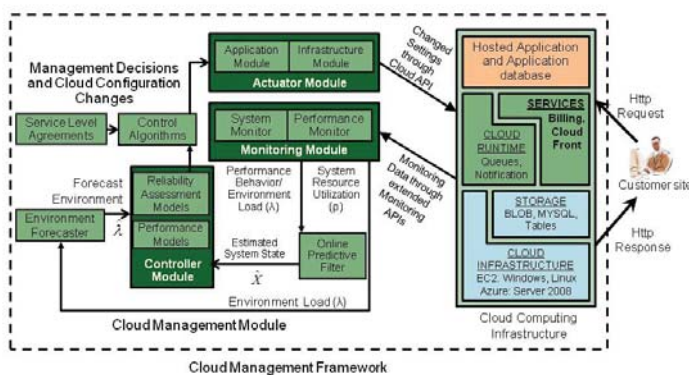 Management Decisions
and Cloud Configuration
Changes
Service Level
Agreements
Control
Algorithms
Application
Module
Infrastructure
Module
Actuator Module
System
Monitor
Performance
Monitor
Monitoring Module
Changed
Settings
through
Cloud API
Monitoring
Data through
extended
Monitoring
APIs
Forecast
Environment
λ̂
Environment
Forecaster
Reliability
Assessment
Models
Performance Models
Controller
Module
Performance
Behavior/
Environment
Load (λ)
System
Resource
Utilization
(p)
Estimated
System State
X̂
Online
Predictive
Filter
Environment Load (λ)
Cloud Management Module
Hosted Application
and Application
database
SERVICES
Billing.
Cloud
Front
CLOUD
RUNTIME
Queues,
Notification
STORAGE
BLOB, MYSQL,
Tables
CLOUD
INFRASTRUCTURE
EC2. Windows, Linux
Azure: Server 2008
Cloud Computing
Infrastructure
Http
Request
Customer site
Http
Response
Cloud Management Framework